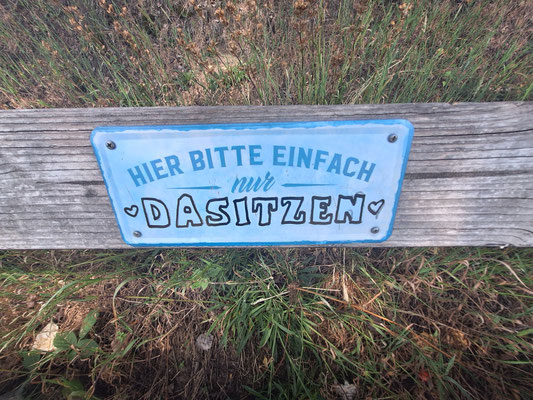 HIER BITTE EINFACH
nur
DASITZEN